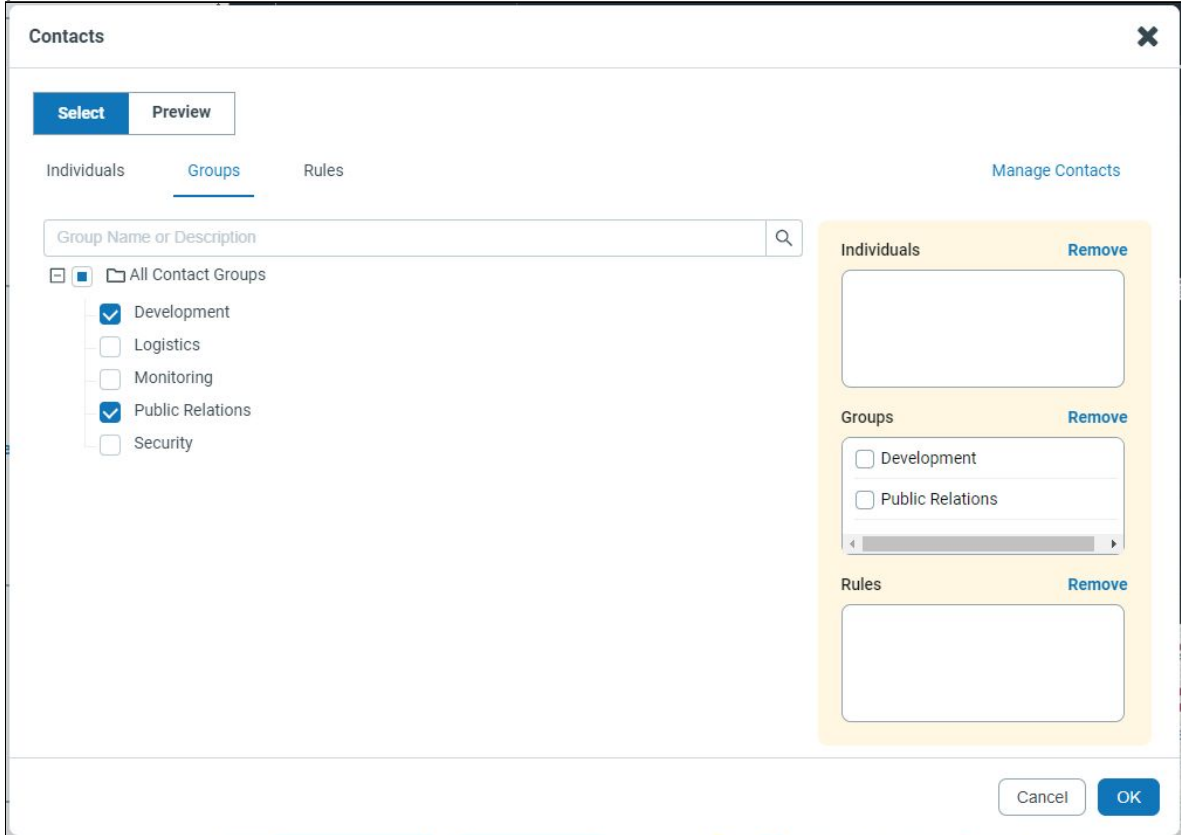 Contacts
Select Preview
Individuals Groups Rules Manage Contacts
Group Name or Description
All Contact Groups
Development
Logistics
Monitoring
Public Relations
Security
Individuals Remove
Groups Remove
Development
Public Relations
Rules Remove
Cancel OK